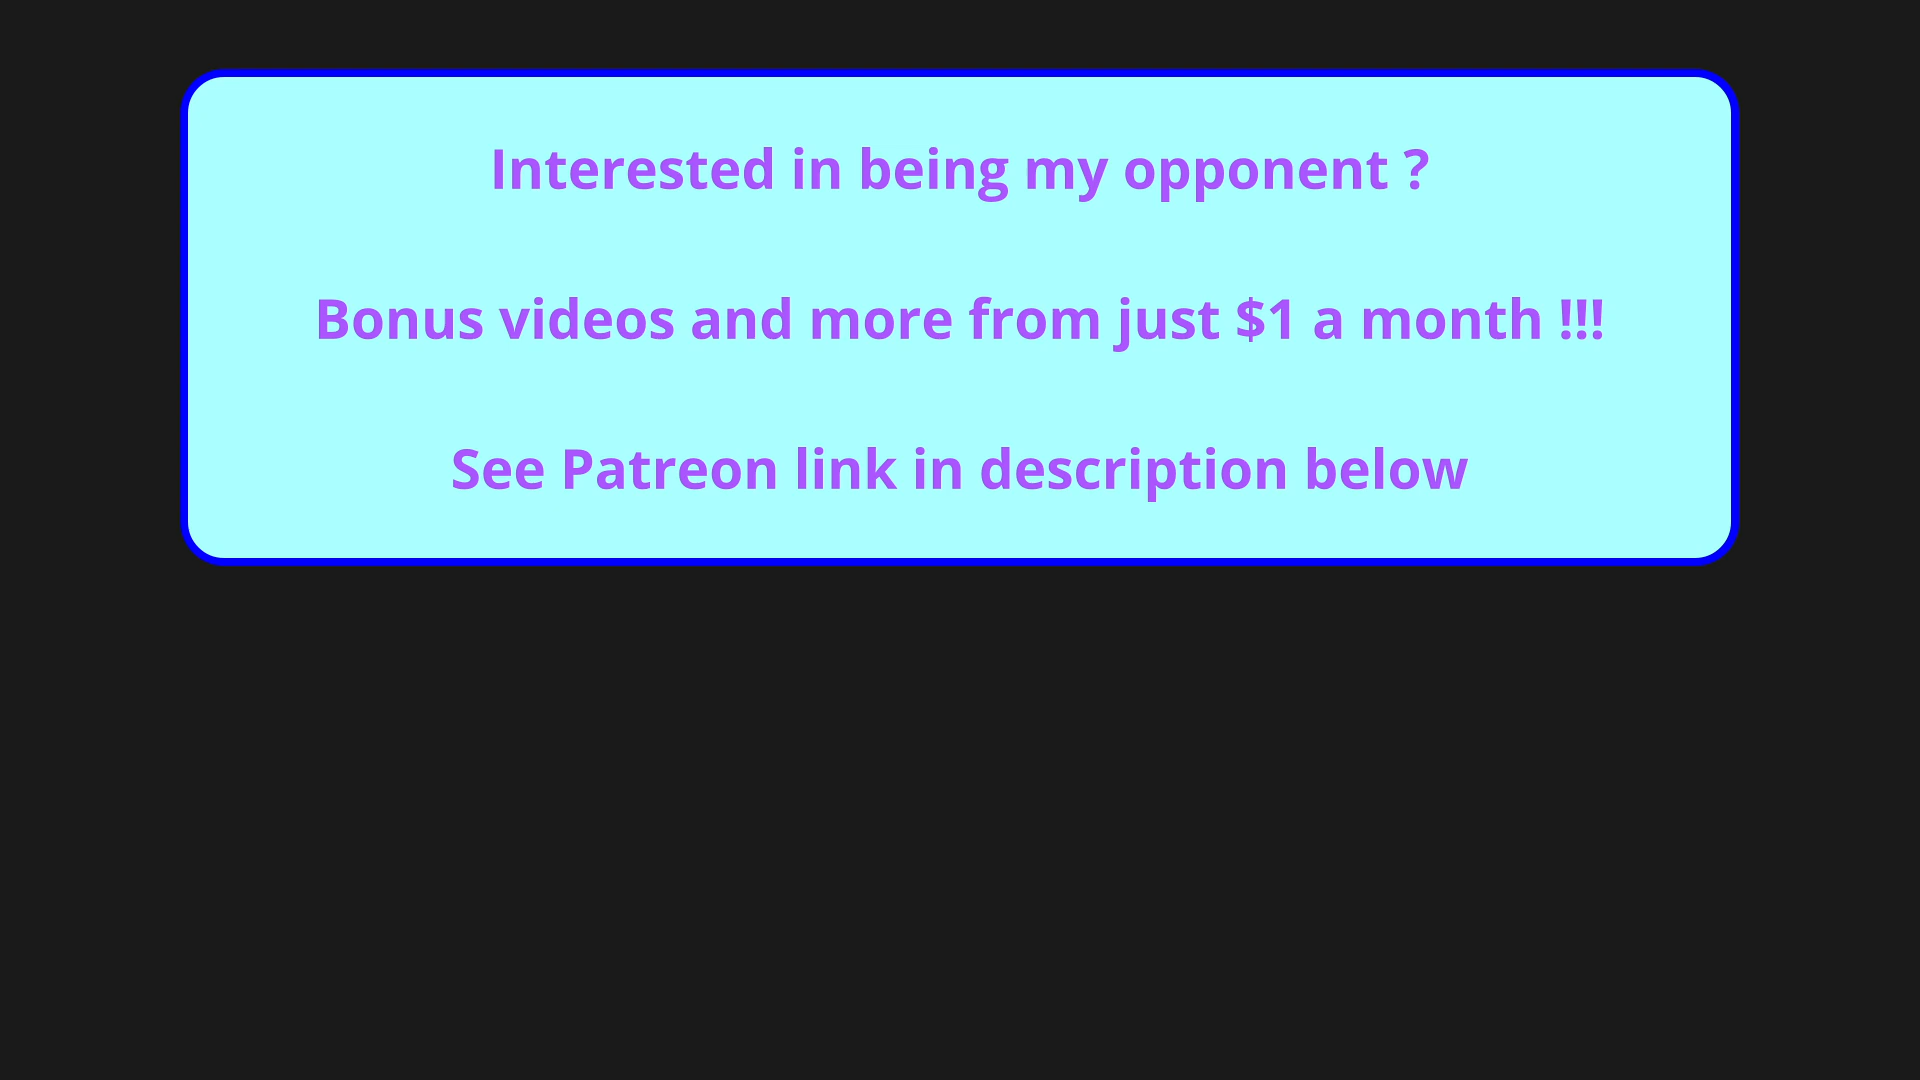 Interested in being my opponent ?
Bonus videos and more from just $1 a month !!!
See Patreon link in description below